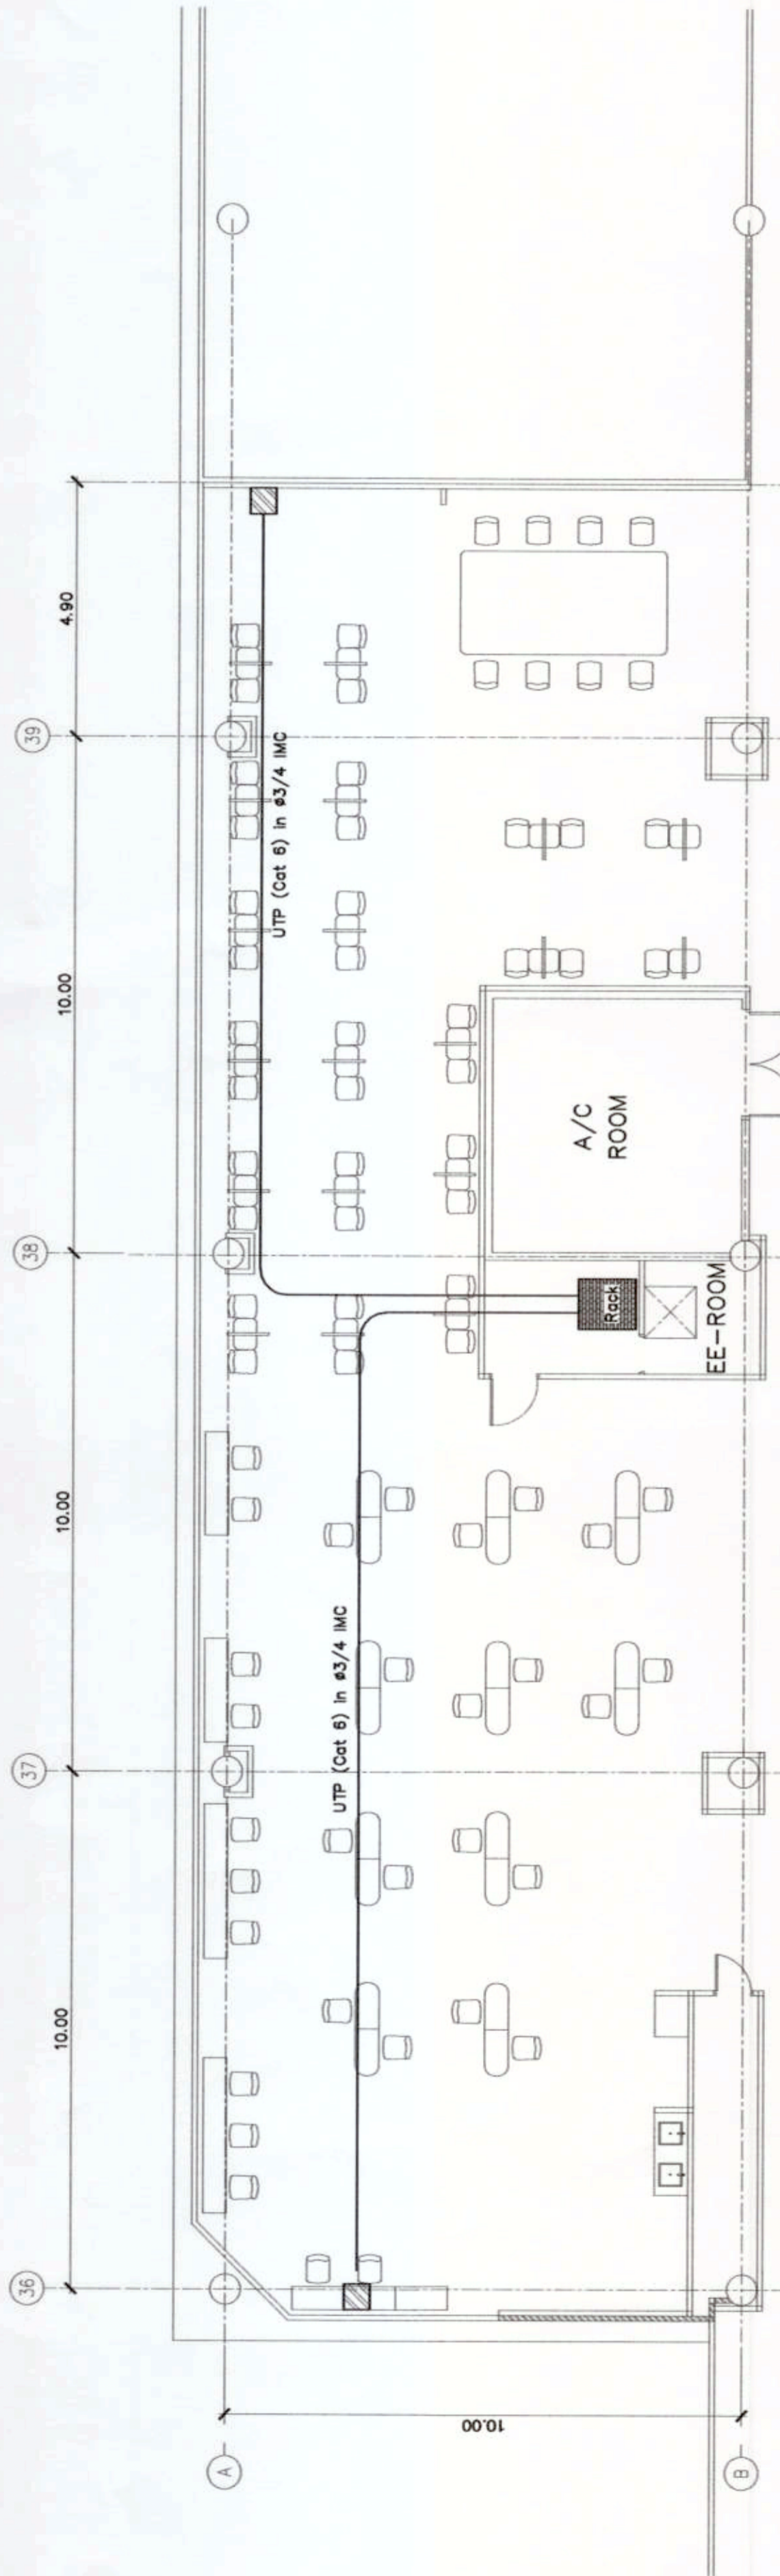 39
38
37
36
4.90
10.00
10.00
10.00
UTP (Cat 6) in ø3/4 IMC
UTP (Cat 6) in ø3/4 IMC
A/C
ROOM
Rack
EE-ROOM
10.00
A
B